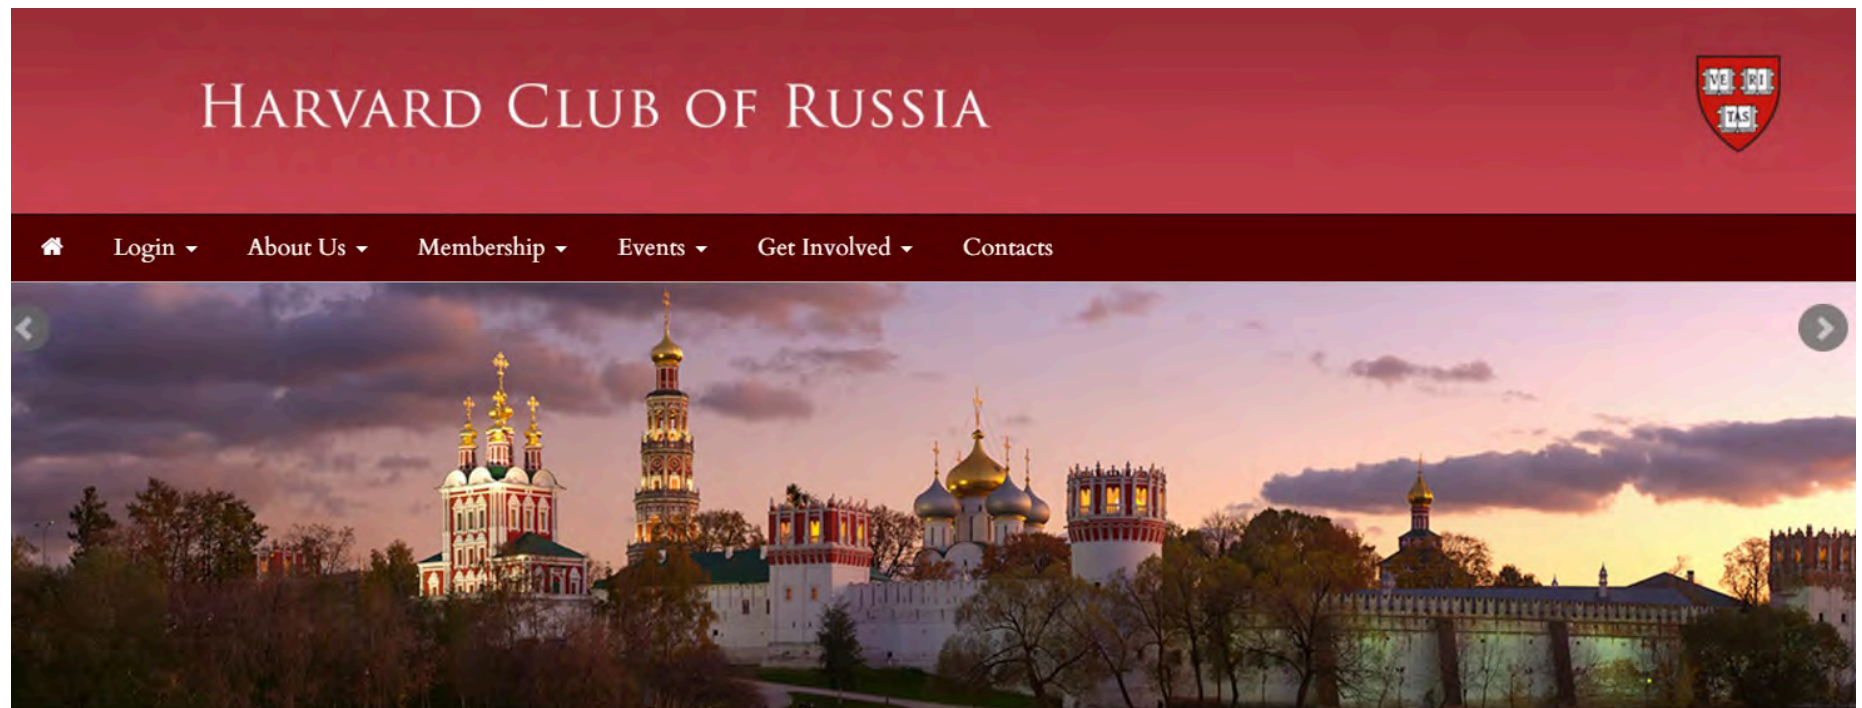 HARVARD CLUB OF RUSSIA
VE RI
TAS
Login
About Us
Membership
Events
Get Involved
Contacts